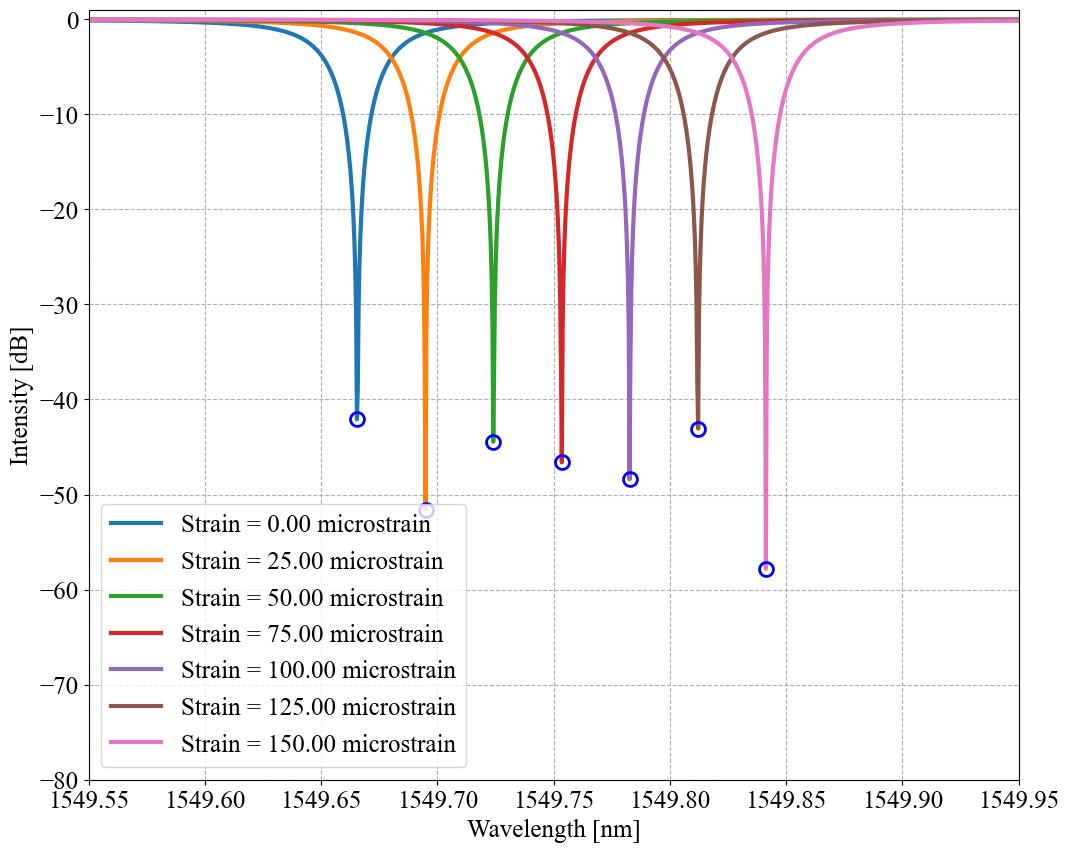 0
−10
−20
−30
−40
−50
−60
−70
−80
Intensity [dB]
Strain = 0.00 microstrain
Strain = 25.00 microstrain
Strain = 50.00 microstrain
Strain = 75.00 microstrain
Strain = 100.00 microstrain
Strain = 125.00 microstrain
Strain = 150.00 microstrain
1549.55 1549.60 1549.65 1549.70 1549.75 1549.80 1549.85 1549.90 1549.95
Wavelength [nm]